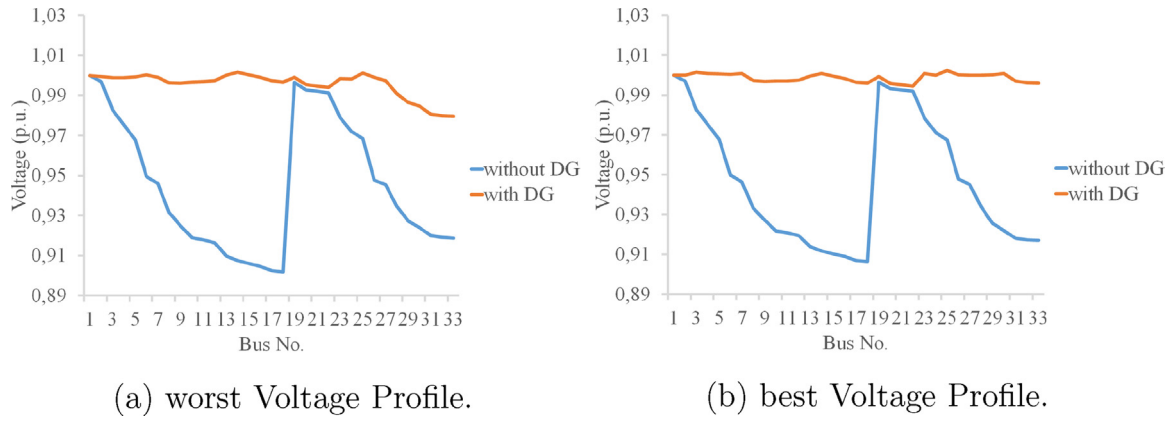 1,03
1,01
0,99
0,97
0,95
0,93
0,91
0,89
Voltage (p.u.)
1 3 5 7 9 11 13 15 17 19 21 23 25 27 29 31 33
Bus No.
without DG
with DG
(a) worst Voltage Profile.
1,03
1,01
0,99
0,97
0,95
0,93
0,91
0,89
Voltage (p.u.)
1 3 5 7 9 11 13 15 17 19 21 23 25 27 29 31 33
Bus No.
without DG
with DG
(b) best Voltage Profile.